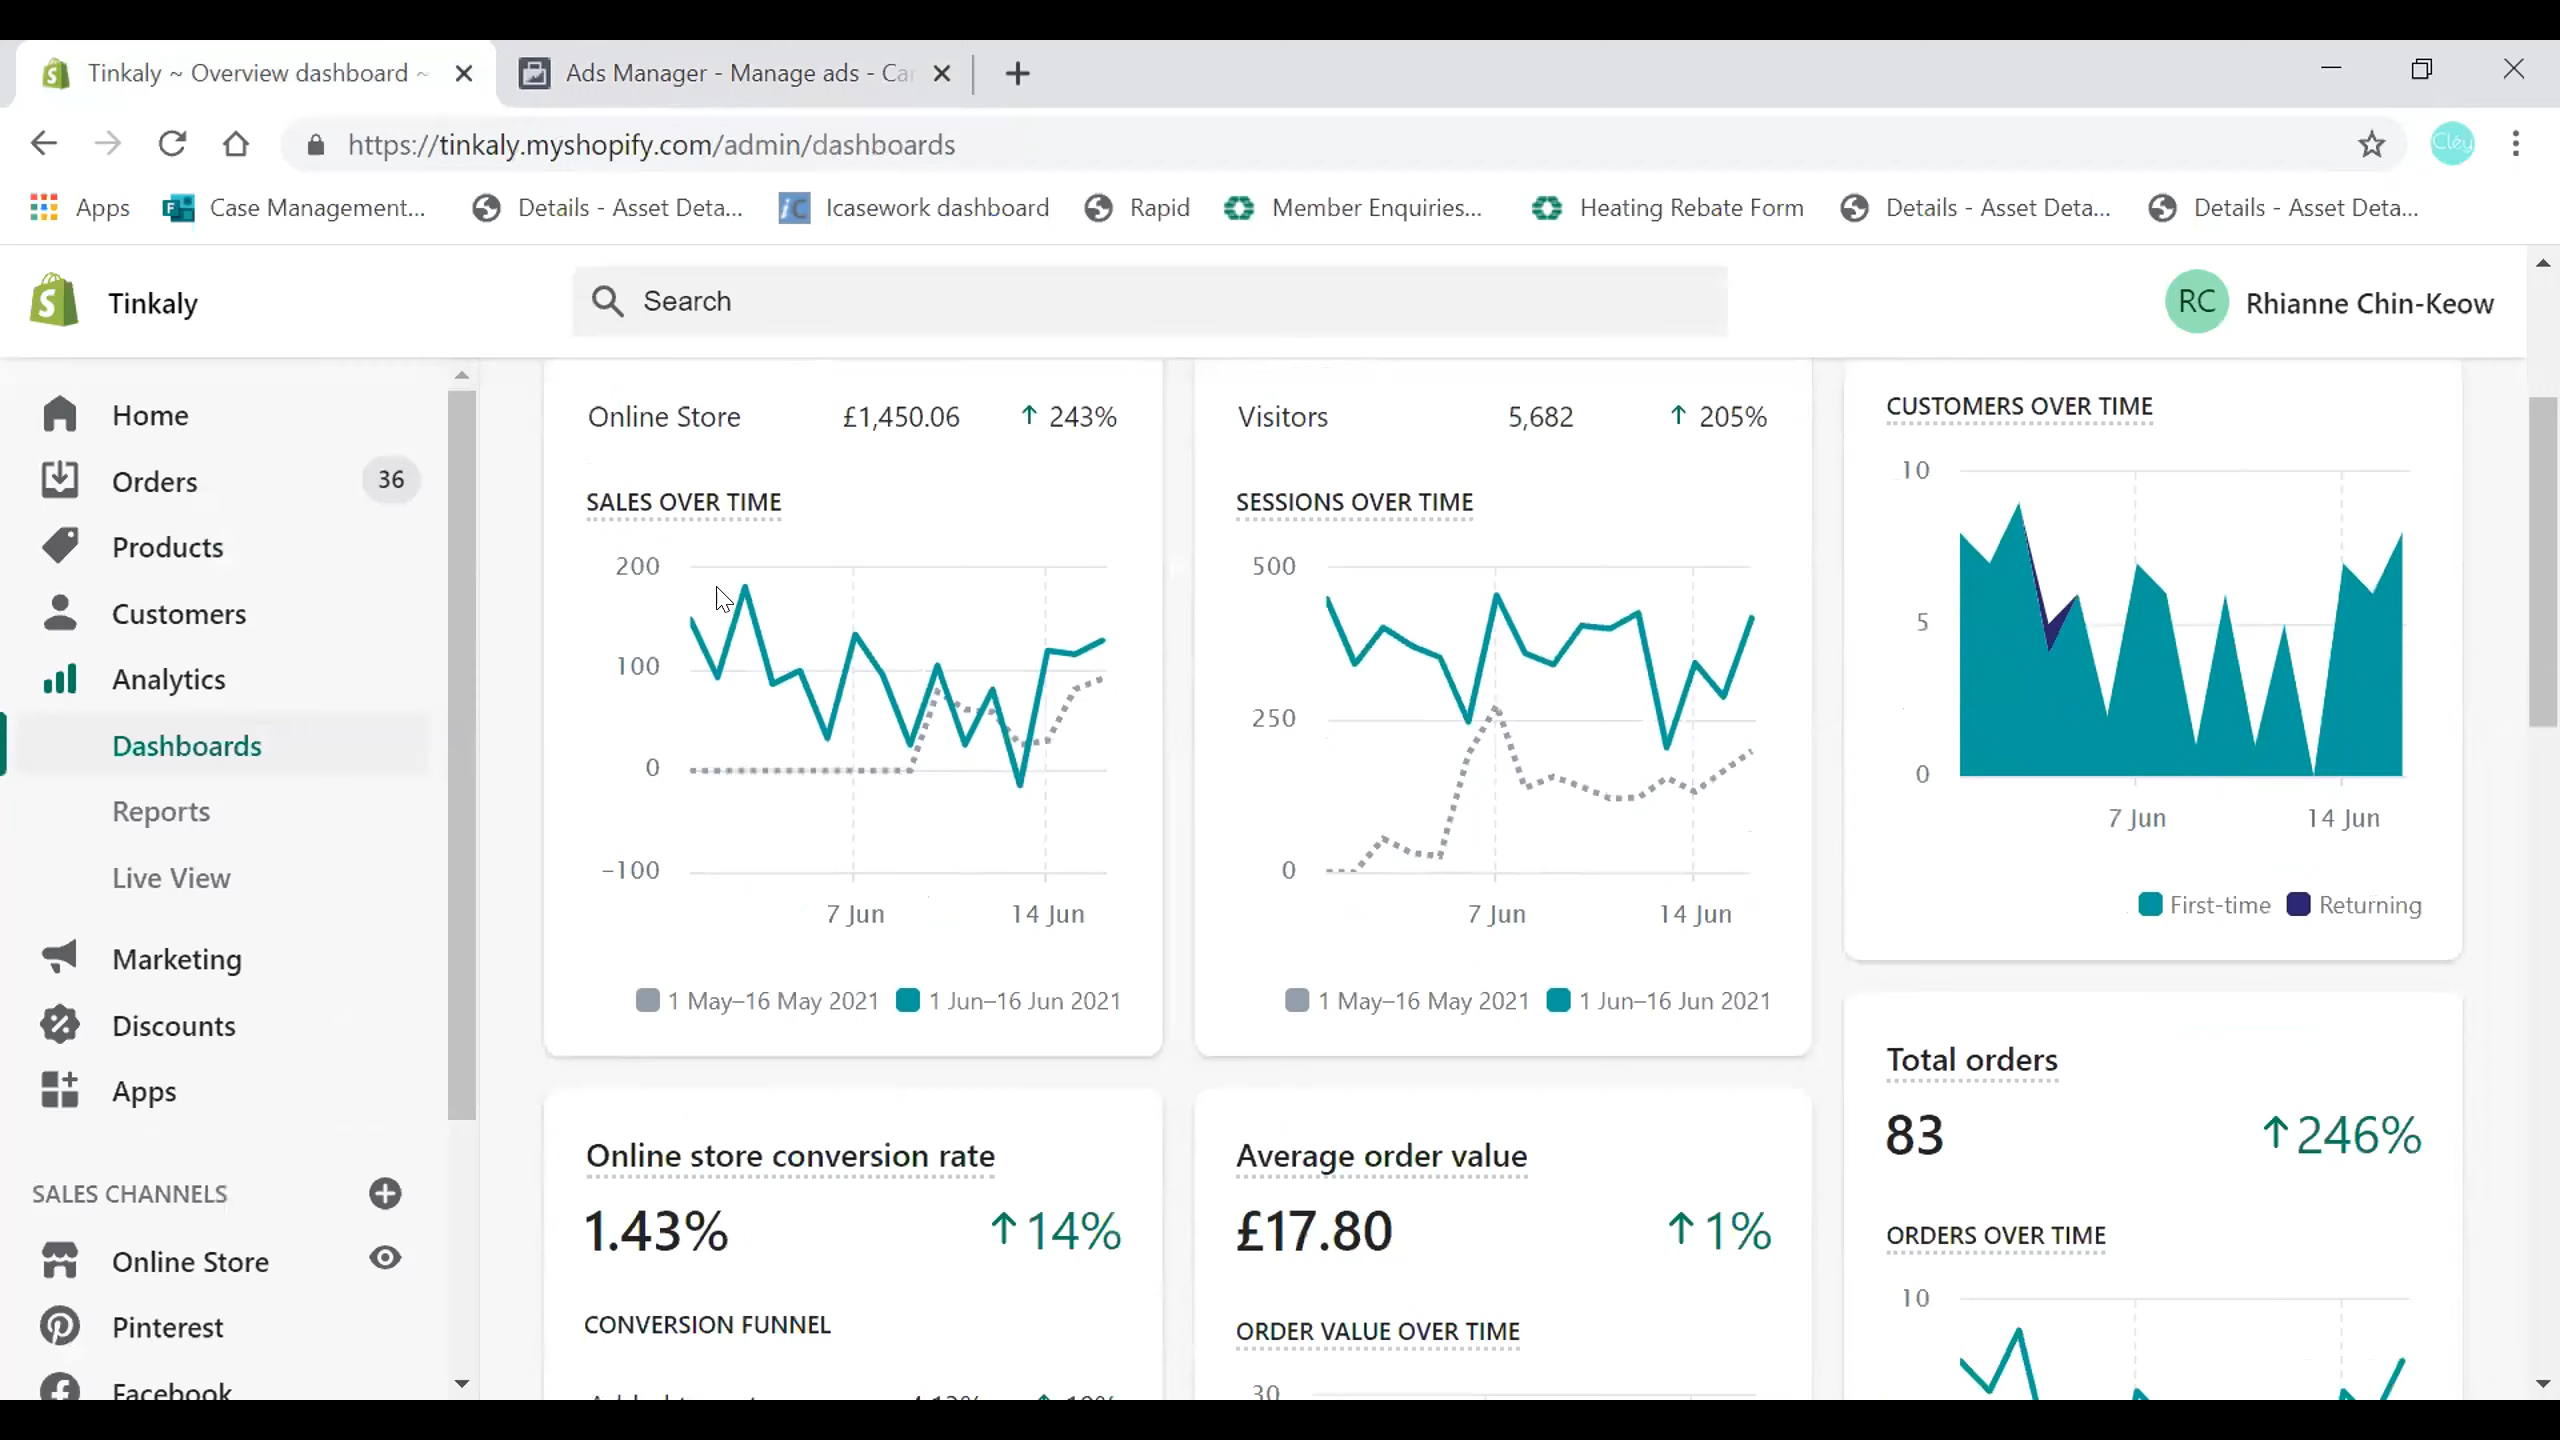 Tinkaly ~ Overview dashboard ~
Ads Manager - Manage ads - Ca
https://tinkaly.myshopify.com/admin/dashboards
Cléy
Apps
Case Management...
Details - Asset Deta...
Icasework dashboard
Rapid
Member Enquiries...
Heating Rebate Form
Details - Asset Deta...
Details - Asset Deta...
Tinkaly
Search
RC Rhianne Chin-Keow
Home
Orders 36
Products
Customers
Analytics
Dashboards
Reports
Live View
Marketing
Discounts
Apps
SALES CHANNELS
Online Store
Pinterest
Facebook
Online Store £1,450.06 ↑ 243%
SALES OVER TIME
200
100
0
-100
7 Jun 14 Jun
1 May–16 May 2021 1 Jun–16 Jun 2021
Visitors 5,682 ↑ 205%
SESSIONS OVER TIME
500
250
0
7 Jun 14 Jun
1 May–16 May 2021 1 Jun–16 Jun 2021
CUSTOMERS OVER TIME
10
5
0
7 Jun 14 Jun
First-time Returning
Online store conversion rate
1.43% ↑ 14%
CONVERSION FUNNEL
Average order value
£17.80 ↑ 1%
ORDER VALUE OVER TIME
30
Total orders
83 ↑ 246%
ORDERS OVER TIME
10